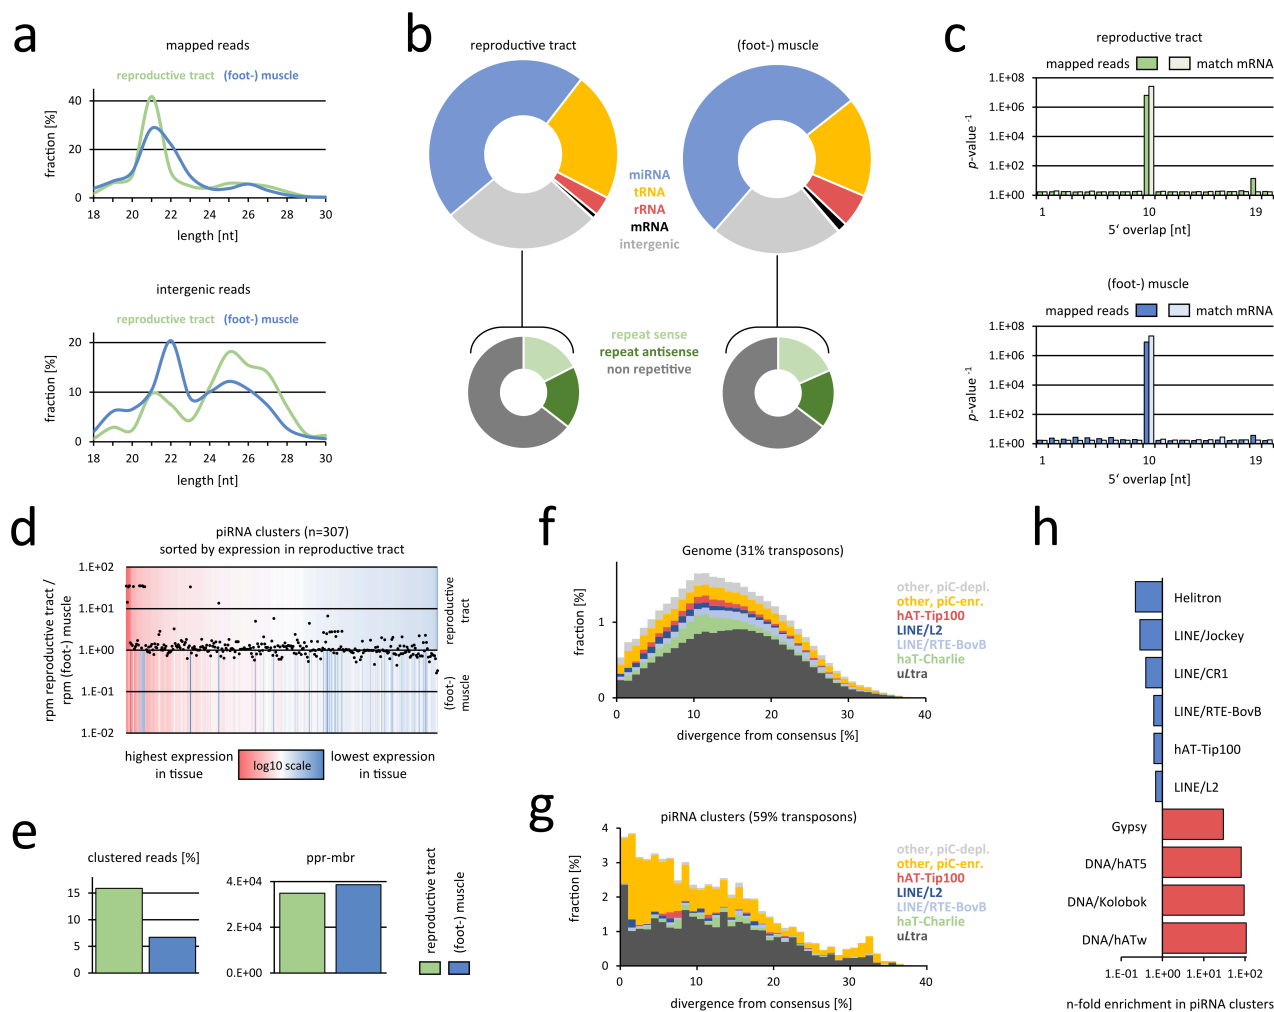 a
mapped reads
reproductive tract (foot-) muscle
fraction [%]
40
20
0
18 20 22 24 26 28 30
length [nt]
intergenic reads
reproductive tract (foot-) muscle
fraction [%]
20
10
0
18 20 22 24 26 28 30
length [nt]
b
reproductive tract
(foot-) muscle
miRNA
tRNA
rRNA
mRNA
intergenic
repeat sense
repeat antisense
non repetitive
c
reproductive tract
mapped reads match mRNA
p-value -1
1.E+08
1.E+06
1.E+04
1.E+02
1.E+00
1 10 19
5‘ overlap [nt]
(foot-) muscle
mapped reads match mRNA
p-value -1
1.E+08
1.E+06
1.E+04
1.E+02
1.E+00
1 10 19
5‘ overlap [nt]
d
piRNA clusters (n=307)
sorted by expression in reproductive tract
rpm reproductive tract /
rpm (foot-) muscle
1.E+02
1.E+01
1.E+00
1.E-01
1.E-02
reproductive
tract
(foot-)
muscle
highest expression
in tissue
log10 scale
lowest expression
in tissue
e
clustered reads [%]
15
10
5
0
ppr-mbr
4.E+04
2.E+04
0.E+00
reproductive tract
(foot-) muscle
f
Genome (31% transposons)
fraction [%]
1
0
0 10 20 30 40
divergence from consensus [%]
other, piC-depl.
other, piC-enr.
hAT-Tip100
LINE/L2
LINE/RTE-BovB
haT-Charlie
uLtra
g
piRNA clusters (59% transposons)
fraction [%]
4
3
2
1
0
0 10 20 30 40
divergence from consensus [%]
other, piC-depl.
other, piC-enr.
hAT-Tip100
LINE/L2
LINE/RTE-BovB
haT-Charlie
uLtra
h
Helitron
LINE/Jockey
LINE/CR1
LINE/RTE-BovB
hAT-Tip100
LINE/L2
Gypsy
DNA/hAT5
DNA/Kolobok
DNA/hATw
1.E-01 1.E+00 1.E+01 1.E+02
n-fold enrichment in piRNA clusters